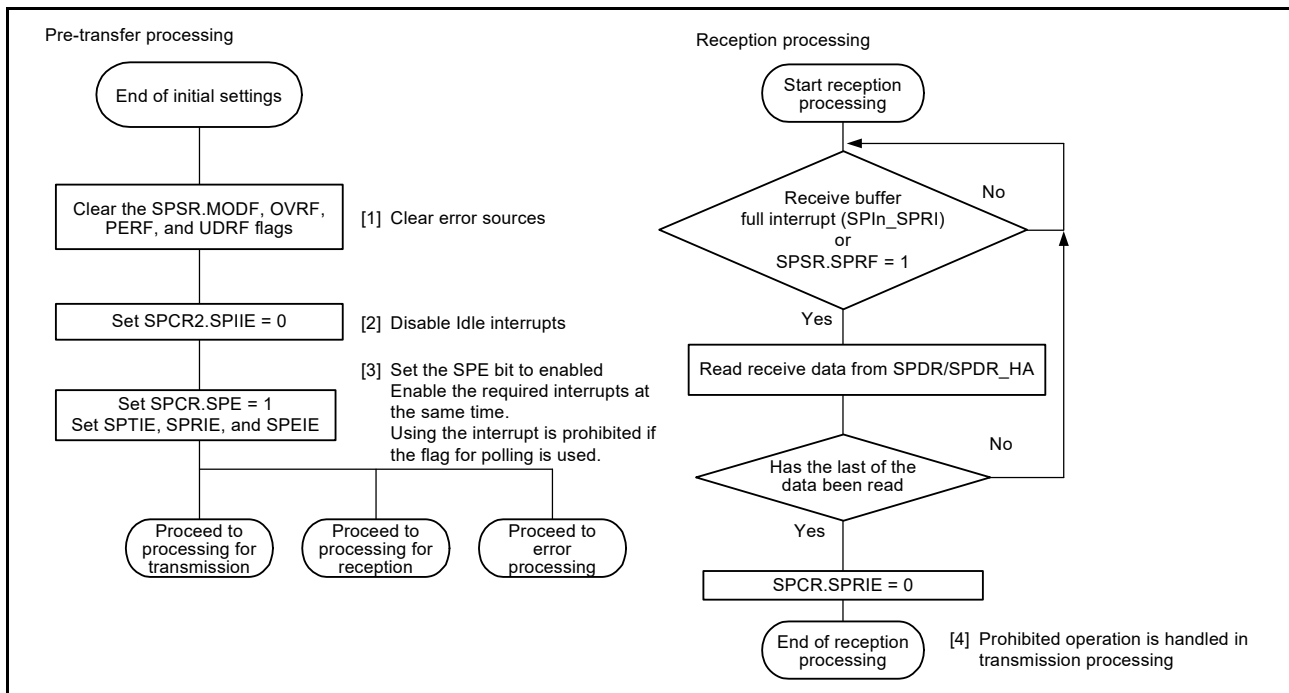 Pre-transfer processing
End of initial settings
Clear the SPSR.MODF, OVRF,
PERF, and UDRF flags
[1] Clear error sources
Set SPCR2.SPIIE = 0
[2] Disable Idle interrupts
Set SPCR.SPE = 1
Set SPTIE, SPRIE, and SPEIE
[3] Set the SPE bit to enabled
Enable the required interrupts at
the same time.
Using the interrupt is prohibited if
the flag for polling is used.
Proceed to
processing for
transmission
Proceed to
processing for
reception
Proceed to
error
processing
Reception processing
Start reception
processing
Receive buffer
full interrupt (SPIn_SPRI)
or
SPSR.SPRF = 1
No
Yes
Read receive data from SPDR/SPDR_HA
Has the last of the
data been read
No
Yes
SPCR.SPRIE = 0
End of reception
processing
[4] Prohibited operation is handled in
transmission processing